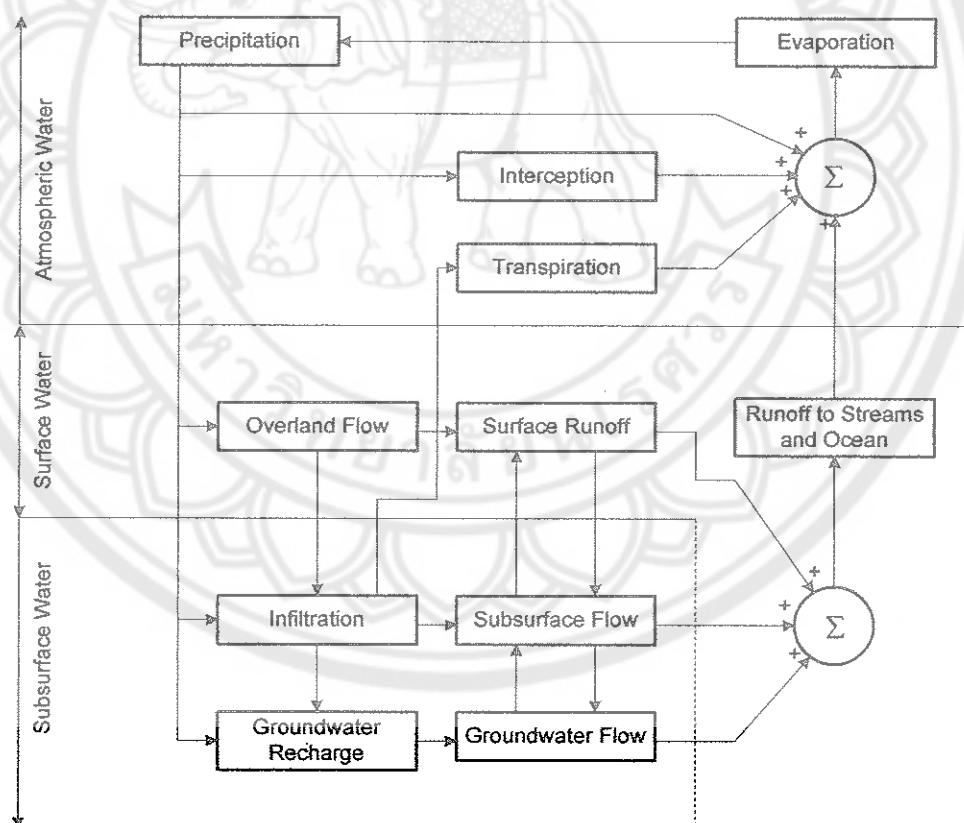 Precipitation
Evaporation
Atmospheric Water
+
+
Σ
Interception
+
+
Transpiration
Surface Water
Overland Flow
Surface Runoff
Runoff to Streams
and Ocean
Subsurface Water
+
Infiltration
Subsurface Flow
+
Σ
+
Groundwater
Recharge
Groundwater Flow